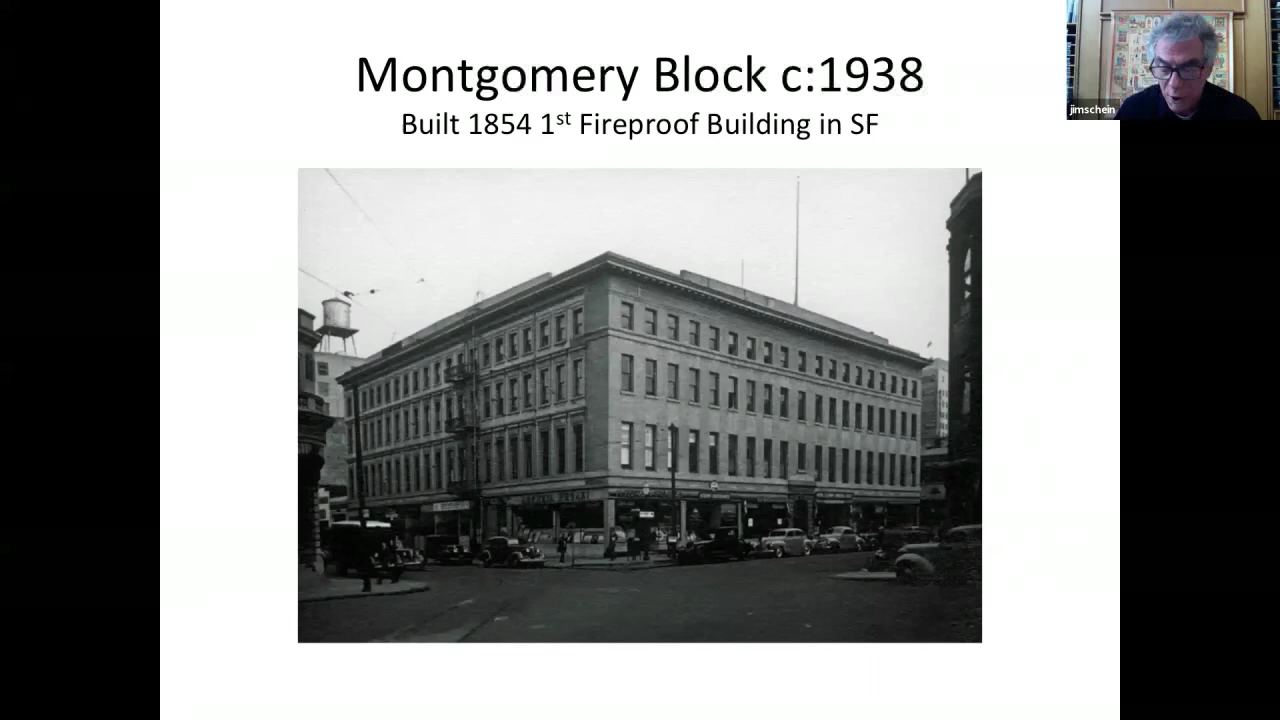 Montgomery Block c:1938
Built 1854 1st Fireproof Building in SF
jimschein